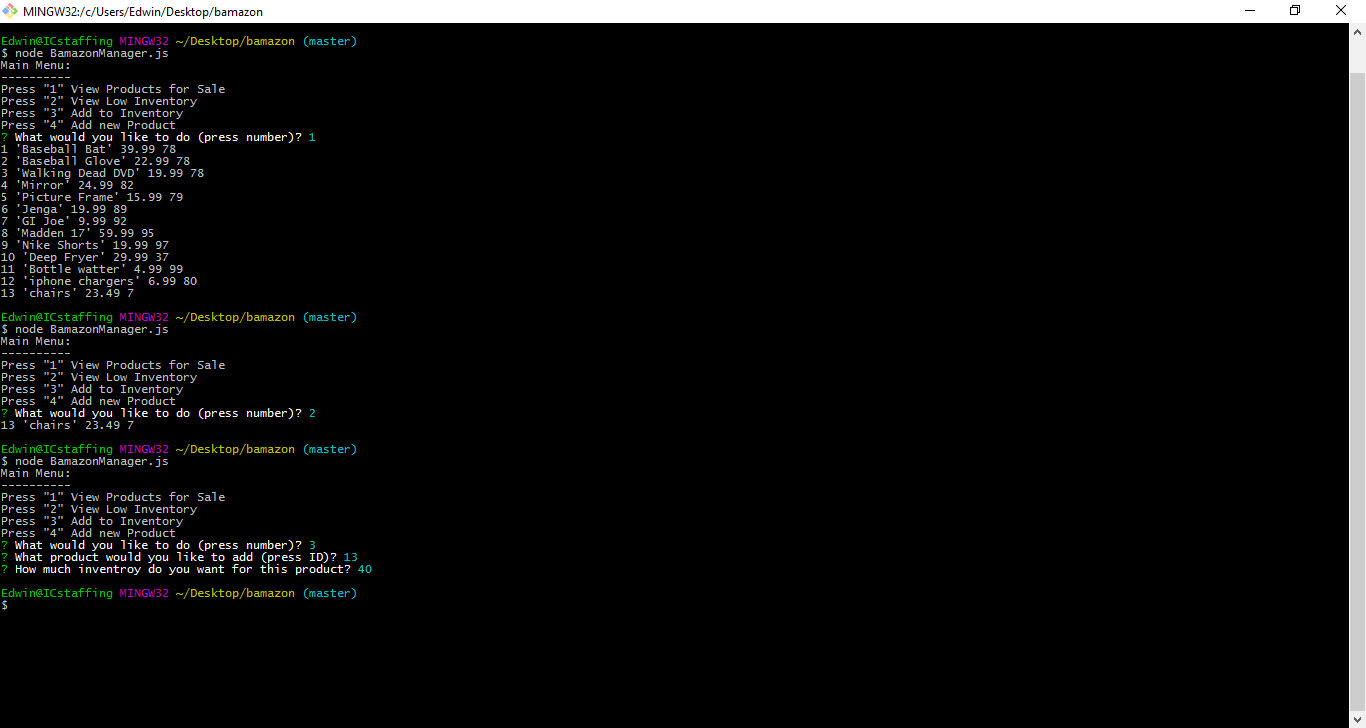 MINGW32:/c/Users/Edwin/Desktop/bamazon
Edwin@ICstaffing MINGW32 ~/Desktop/bamazon (master)
$ node BamazonManager.js
Main Menu:
----------
Press "1" View Products for Sale
Press "2" View Low Inventory
Press "3" Add to Inventory
Press "4" Add new Product
? What would you like to do (press number)? 1
1 'Baseball Bat' 39.99 78
2 'Baseball Glove' 22.99 78
3 'Walking Dead DVD' 19.99 78
4 'Mirror' 24.99 82
5 'Picture Frame' 15.99 79
6 'Jenga' 19.99 89
7 'GI Joe' 9.99 92
8 'Madden 17' 59.99 95
9 'Nike Shorts' 19.99 97
10 'Deep Fryer' 29.99 37
11 'Bottle watter' 4.99 99
12 'iphone chargers' 6.99 80
13 'chairs' 23.49 7
Edwin@ICstaffing MINGW32 ~/Desktop/bamazon (master)
$ node BamazonManager.js
Main Menu:
----------
Press "1" View Products for Sale
Press "2" View Low Inventory
Press "3" Add to Inventory
Press "4" Add new Product
? What would you like to do (press number)? 2
13 'chairs' 23.49 7
Edwin@ICstaffing MINGW32 ~/Desktop/bamazon (master)
$ node BamazonManager.js
Main Menu:
----------
Press "1" View Products for Sale
Press "2" View Low Inventory
Press "3" Add to Inventory
Press "4" Add new Product
? What would you like to do (press number)? 3
? What product would you like to add (press ID)? 13
? How much inventroy do you want for this product? 40
Edwin@ICstaffing MINGW32 ~/Desktop/bamazon (master)
$